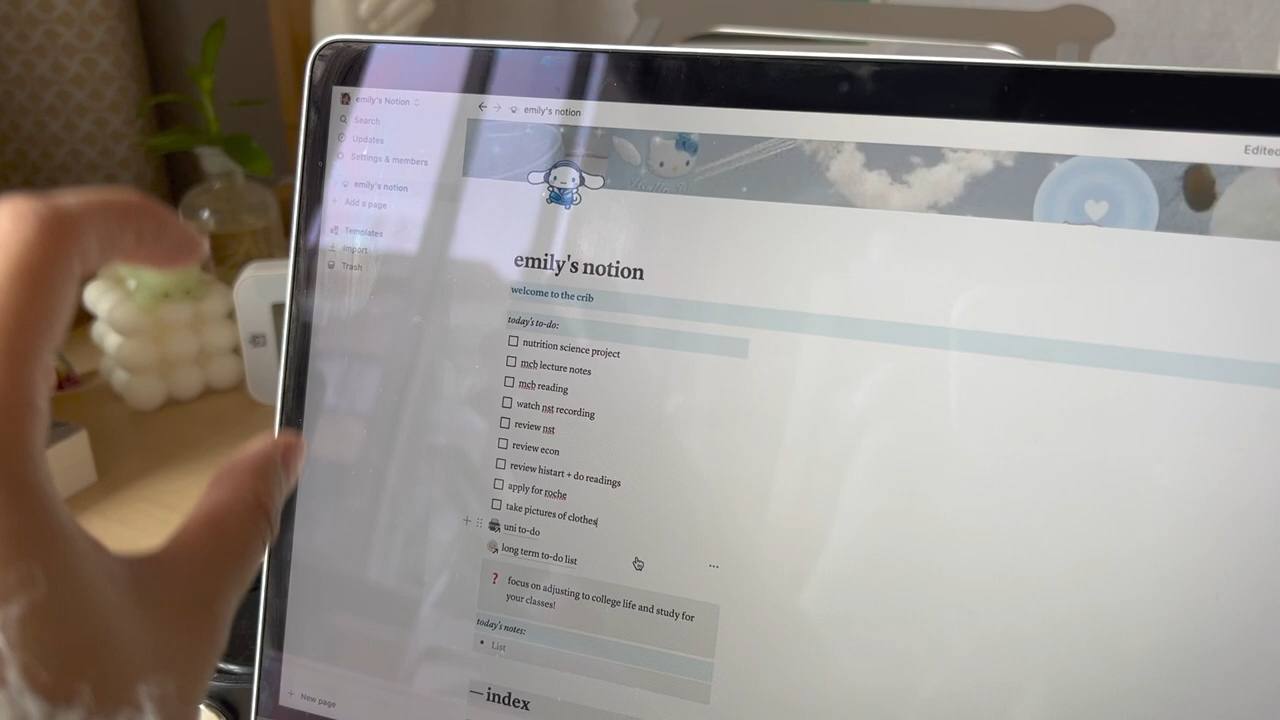 emily's Notion
Search
Updates
Settings & members
emily's notion
Add a page
Templates
Import
Trash
New page
emily's notion
Edited
emily's notion
welcome to the crib
today's to-do:
nutrition science project
mcb lecture notes
mcb reading
watch nst recording
review nst
review econ
review histart + do readings
apply for roche
take pictures of clothes
uni to-do
long term to-do list
focus on adjusting to college life and study for
your classes!
today's notes:
List
— index